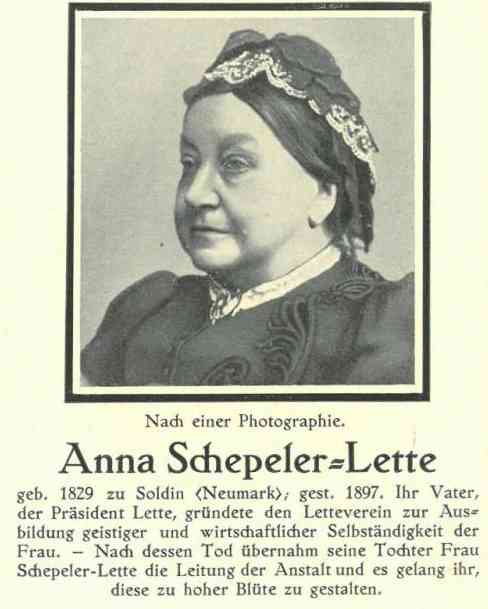 Nach einer Photographie.
Anna Schepeler-Lette
geb. 1829 zu Soldin (Neumark); gest. 1897. Ihr Vater,
der Präsident Lette, gründete den Letteverein zur Aus-
bildung geistiger und wirtschaftlicher Selbständigkeit der
Frau. – Nach dessen Tod übernahm seine Tochter Frau
Schepeler-Lette die Leitung der Anstalt und es gelang ihr,
diese zu hoher Blüte zu gestalten.